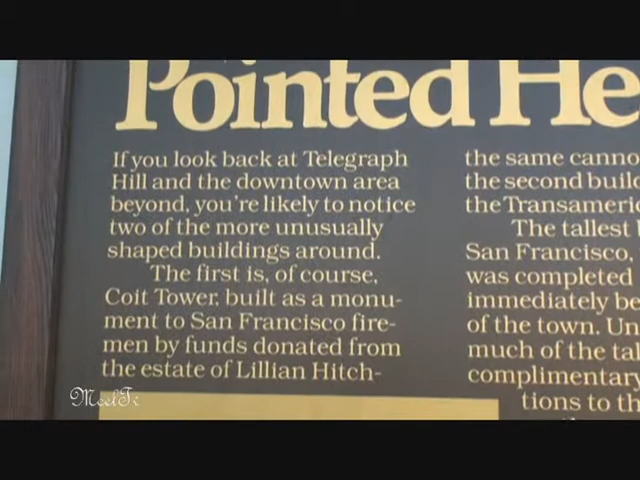 Pointed He
If you look back at Telegraph
Hill and the downtown area
beyond, you're likely to notice
two of the more unusually
shaped buildings around.
The first is, of course,
Coit Tower, built as a monu-
ment to San Francisco fire-
men by funds donated from
the estate of Lillian Hitch-
the same canno
the second buil
the Transameric
The tallest b
San Francisco,
was completed
immediately be
of the town. Un
much of the tal
complimentary
tions to th